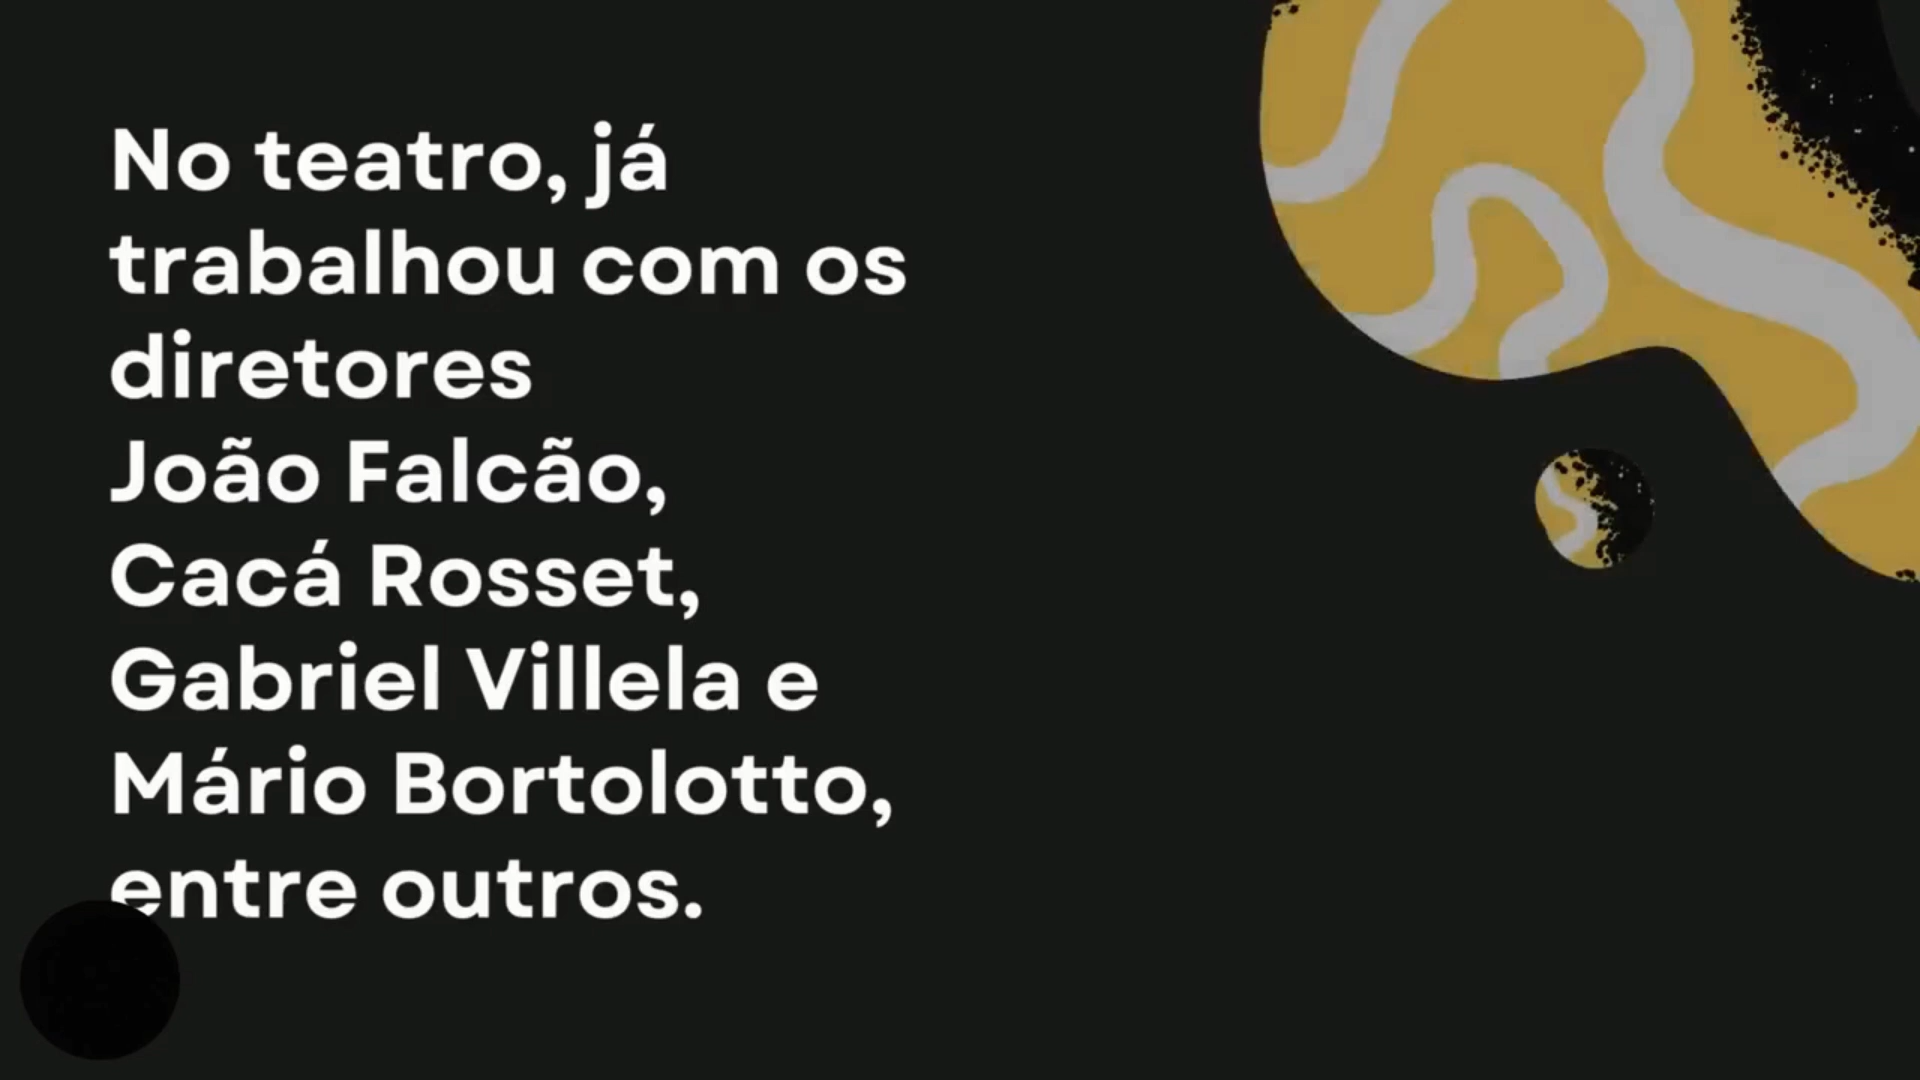 No teatro, já
trabalhou com os
diretores
João Falcão,
Cacá Rosset,
Gabriel Villela e
Mário Bortolotto,
entre outros.